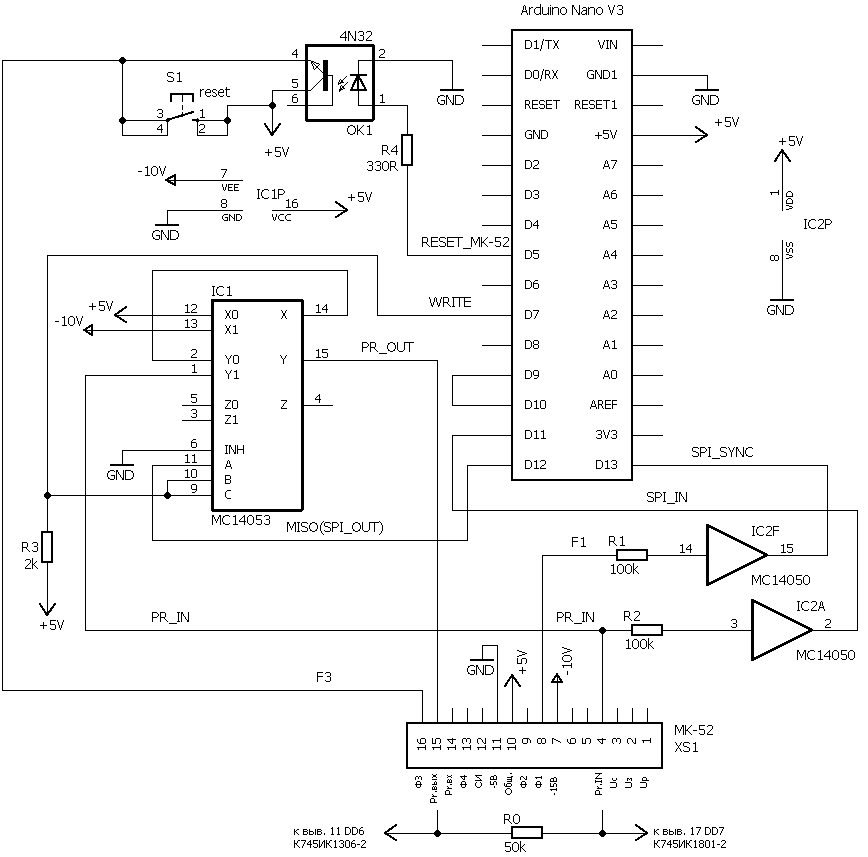 Arduino Nano V3
4N32
4
2
5
6
1
OK1
S1
reset
3
1
4
2
+5V
GND
R4
330R
-10V
7
VEE
IC1P
8
GND
16
VCC
+5V
GND
RESET_MK-52
WRITE
D1/TX
VIN
D0/RX
GND1
RESET
RESET1
GND
+5V
D2
A7
D3
A6
D4
A5
D5
A4
D6
A3
D7
A2
D8
A1
D9
A0
D10
AREF
D11
3V3
D12
D13
GND
+5V
+5V
1
VDD
IC2P
8
VSS
GND
IC1
+5V
12
X0
X
14
-10V
13
X1
2
Y0
Y
15
PR_OUT
1
Y1
5
Z0
Z
4
3
Z1
6
INH
GND
11
A
10
B
9
C
MC14053
MISO(SPI_OUT)
R3
2k
+5V
SPI_SYNC
SPI_IN
F1
R1
100k
14
IC2F
15
MC14050
PR_IN
PR_IN
R2
100k
3
IC2A
2
MC14050
F3
GND
+5V
-10V
MK-52
XS1
16
15
14
13
12
11
10
9
8
7
6
5
4
3
2
1
Ф3
Pr.вых
Pr.вх
Ф4
СИ
-5В
Общ.
Ф2
Ф1
-15В
Pr.IN
Uc
Uз
Up
к выв. 11 DD6
К745ИК1306-2
R0
50k
к выв. 17 DD7
К745ИК1801-2